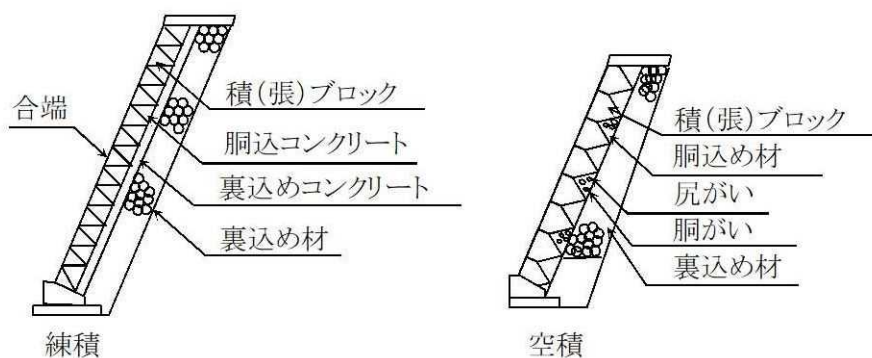 合端
積(張)ブロック
胴込コンクリート
裏込めコンクリート
裏込め材
練積
積(張)ブロック
胴込め材
尻がい
胴がい
裏込め材
空積